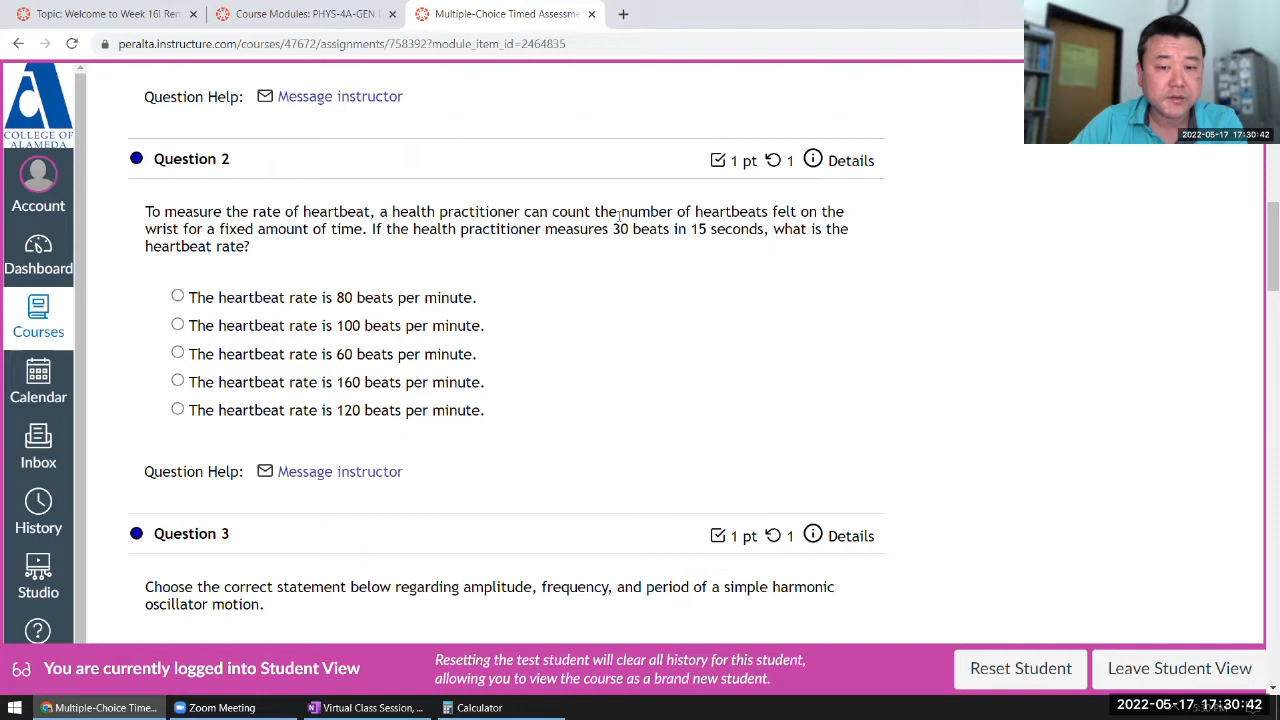 Topic: Welcome to Week 16! Rem
Course Modules: PHYS-4A-GEN
Multiple-Choice Timed Assessme
peralta.instructure.com/courses/47672/assignments/758392?module_item_id=2464835
2022-05-17 17:30:42
COLLEGE OF
ALAMEDA
Account
Dashboard
Courses
Calendar
Inbox
History
Studio
Question Help: Message instructor
Question 2
1 pt 1 Details
To measure the rate of heartbeat, a health practitioner can count the number of heartbeats felt on the
wrist for a fixed amount of time. If the health practitioner measures 30 beats in 15 seconds, what is the
heartbeat rate?
The heartbeat rate is 80 beats per minute.
The heartbeat rate is 100 beats per minute.
The heartbeat rate is 60 beats per minute.
The heartbeat rate is 160 beats per minute.
The heartbeat rate is 120 beats per minute.
Question Help: Message instructor
Question 3
1 pt 1 Details
Choose the correct statement below regarding amplitude, frequency, and period of a simple harmonic
oscillator motion.
You are currently logged into Student View
Resetting the test student will clear all history for this student,
allowing you to view the course as a brand new student.
Reset Student
Leave Student View
Multiple-Choice Time...
Zoom Meeting
Virtual Class Session, ...
Calculator
2022-05-17 17:30:42